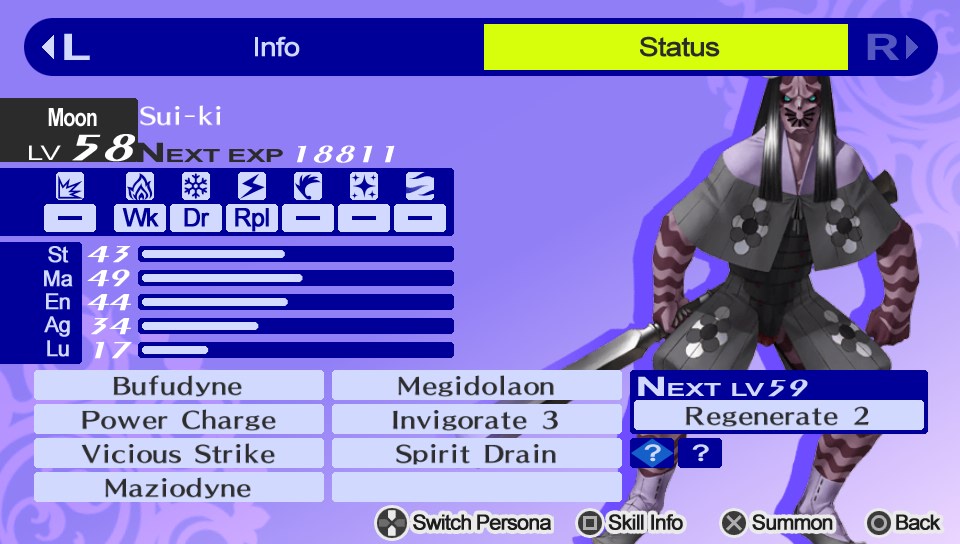 L Info Status R
Moon Sui-ki
LV 58 NEXT EXP 18811
– Wk Dr Rpl – – –
St 43
Ma 49
En 44
Ag 34
Lu 17
Bufudyne Megidolaon NEXT LV 59
Power Charge Invigorate 3 Regenerate 2
Vicious Strike Spirit Drain ? ?
Maziodyne
Switch Persona Skill Info Summon Back